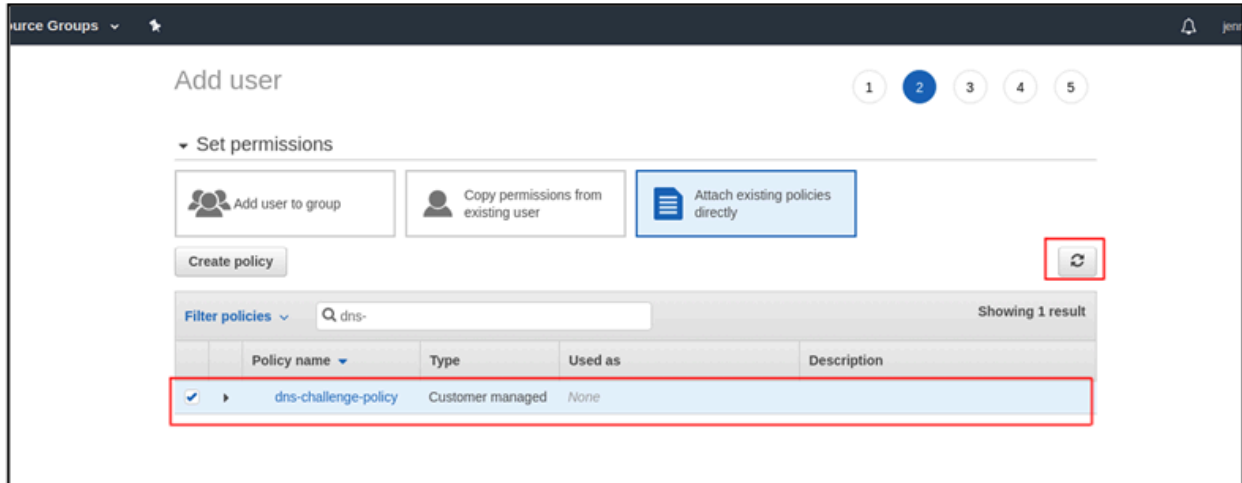 urce Groups
jenn
Add user
1 2 3 4 5
Set permissions
Add user to group
Copy permissions from
existing user
Attach existing policies
directly
Create policy
Filter policies
dns-
Showing 1 result
Policy name Type Used as Description
dns-challenge-policy Customer managed None